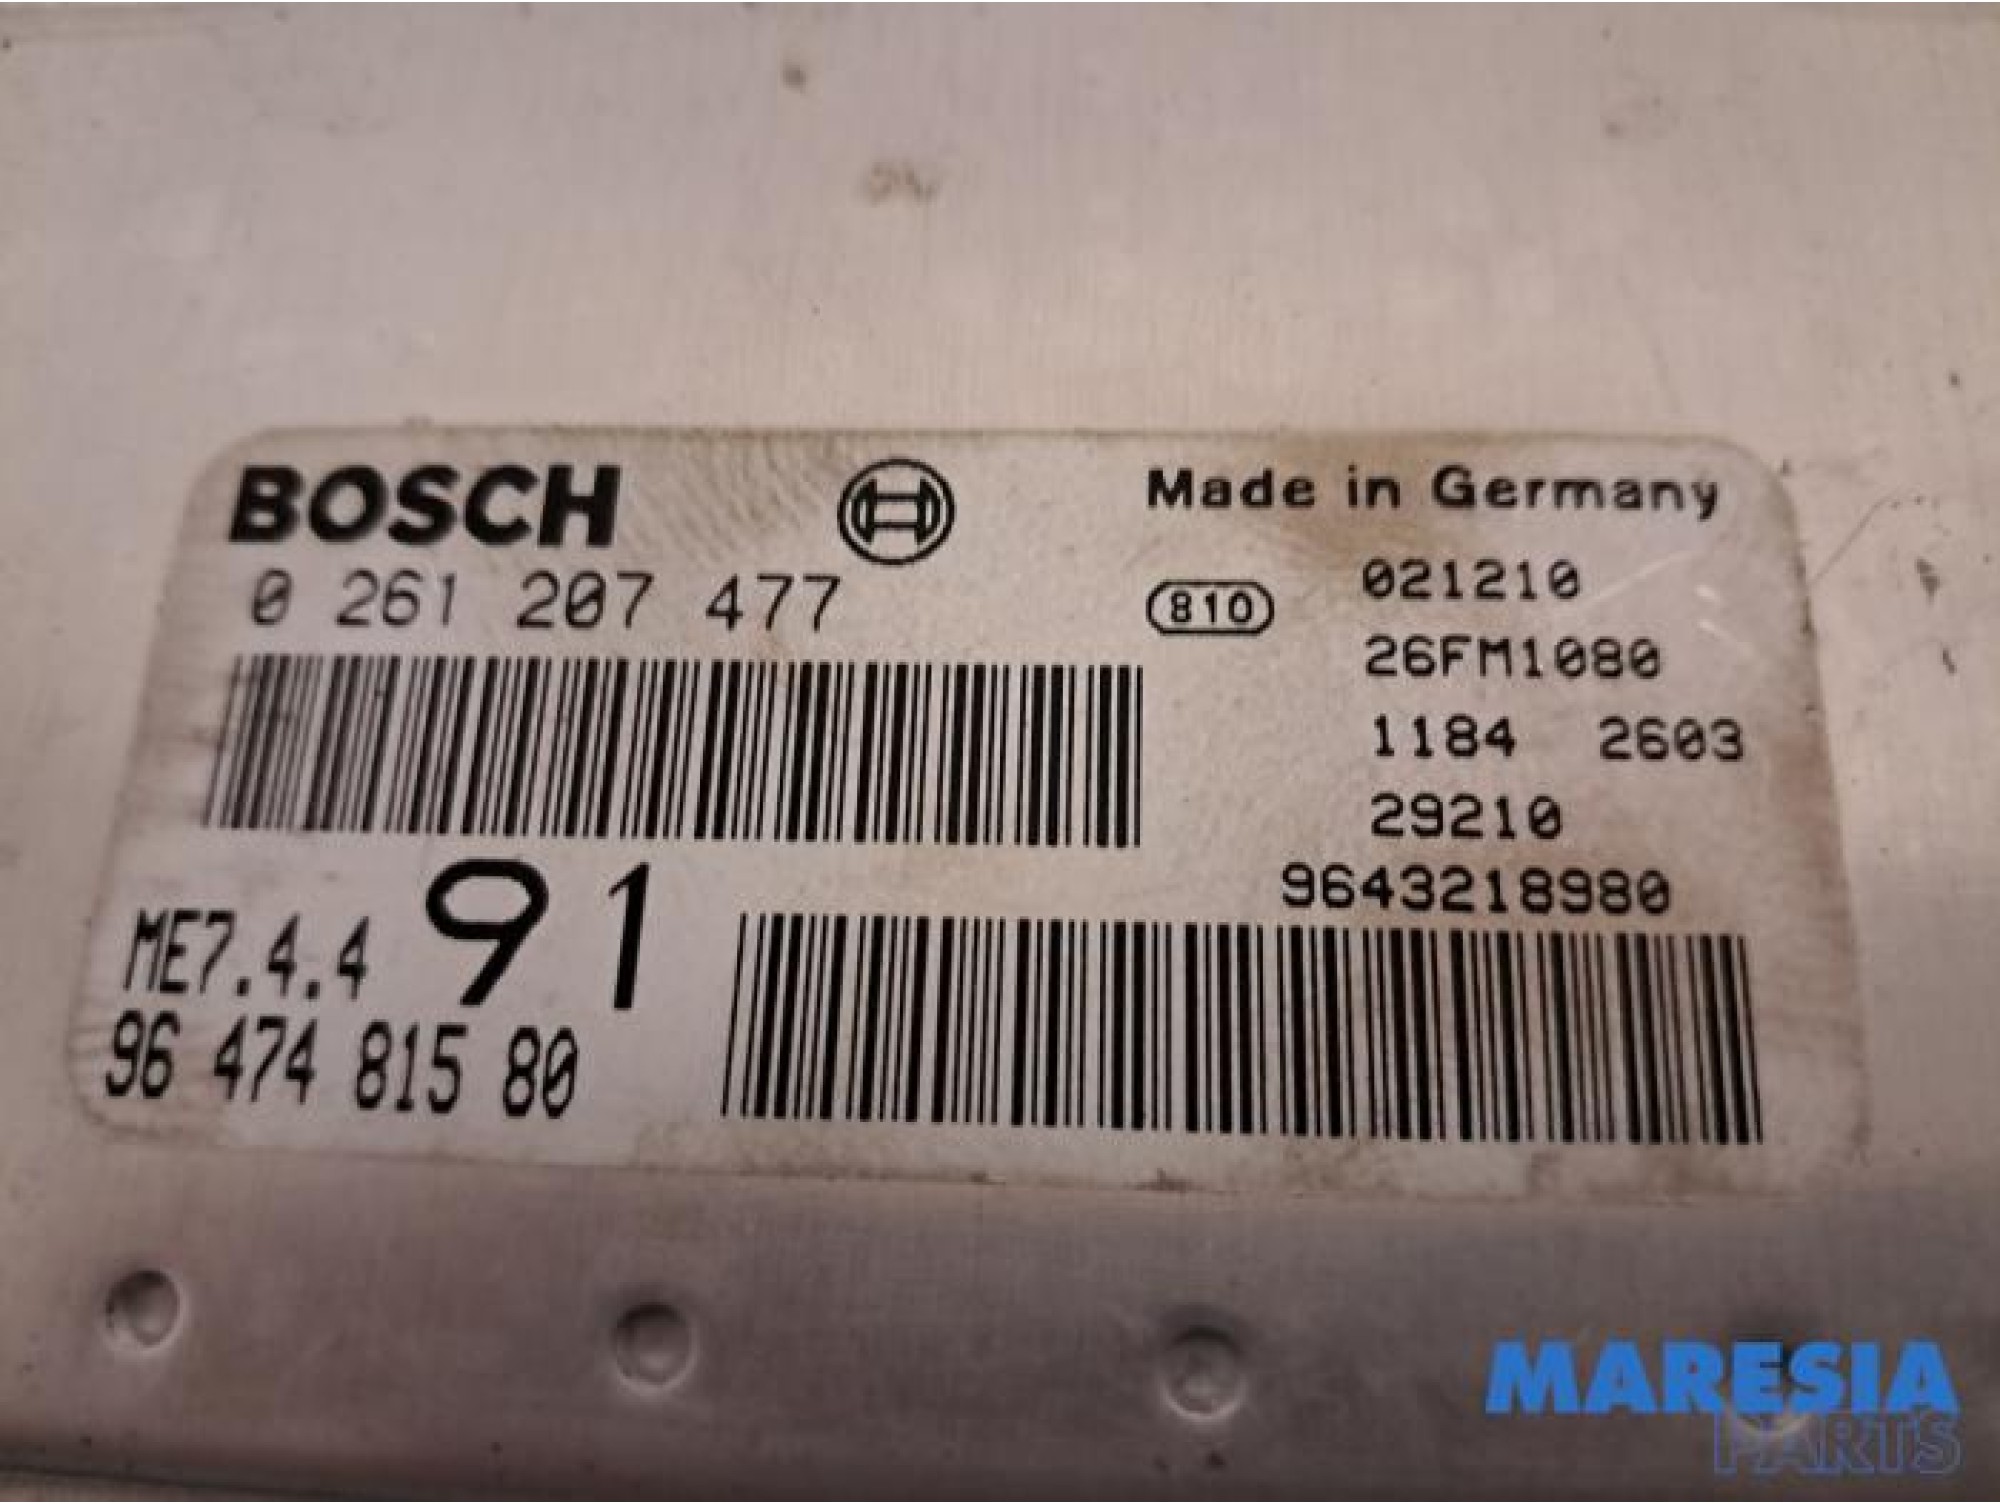 BOSCH
Made in Germany
0 261 207 477
810
021210
26FM1080
1184 2603
29210
9643218980
ME7.4.4 91
96 474 815 80
MARESIA
PARTS